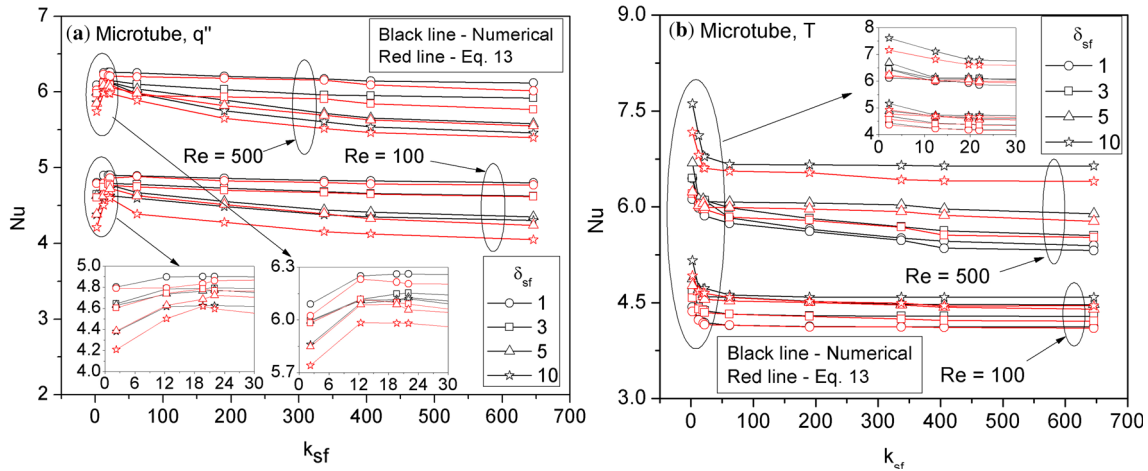 (a) Microtube, q"
Black line - Numerical
Red line - Eq. 13
Re = 500
Re = 100
Nu
7
6
5
4
3
2
0 100 200 300 400 500 600 700
k_sf
5.0
4.8
4.6
4.4
4.2
4.0
0 6 12 18 24 30
6.3
6.0
5.7
0 6 12 18 24 30
δ_sf
1
3
5
10
(b) Microtube, T
Nu
9.0
7.5
6.0
4.5
3.0
0 100 200 300 400 500 600 700
k_sf
8
7
6
5
4
0 10 20 30
δ_sf
1
3
5
10
Re = 500
Black line - Numerical
Red line - Eq. 13
Re = 100